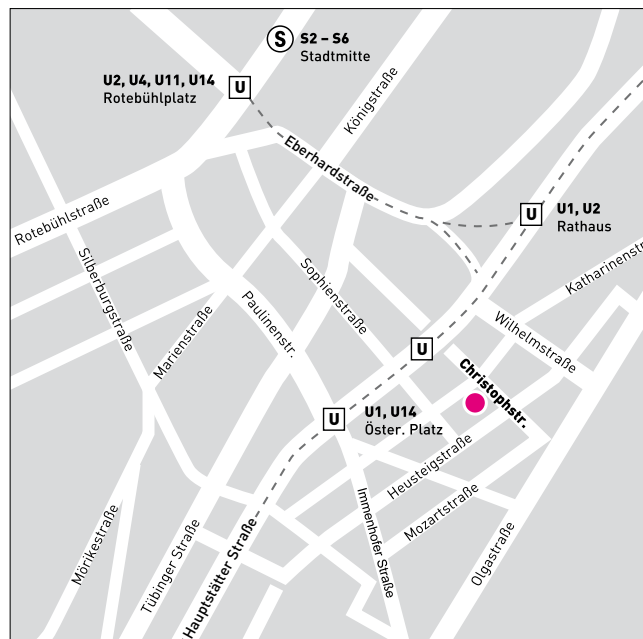 S S2 – S6
Stadtmitte
U2, U4, U11, U14
Rotebühlplatz
U
Königstraße
Eberhardstraße
Rotebühlstraße
U
U1, U2
Rathaus
Katharinenstr
Silberburgstraße
Sophienstraße
Marienstraße
Paulinenstr.
Wilhelmstraße
U
Christophstr.
U
U1, U14
Öster. Platz
Heusteigstraße
Mozartstraße
Immenhofer Straße
Olgastraße
Mörikestraße
Tübinger Straße
Hauptstätter Straße